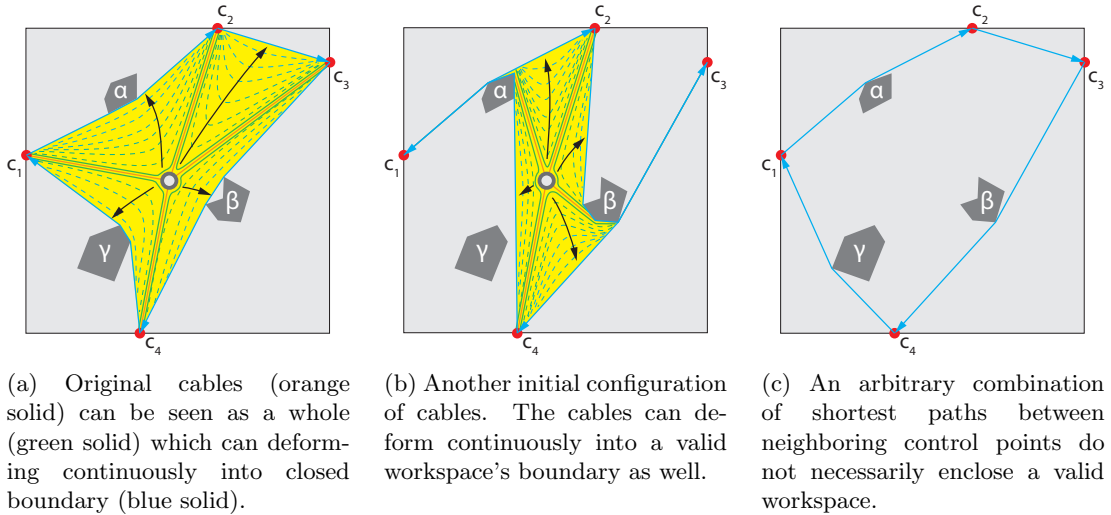 c2
c3
α
c1
β
γ
c4
c2
c3
α
c1
β
γ
c4
c2
c3
α
c1
β
γ
c4
(a) Original cables (orange
solid) can be seen as a whole
(green solid) which can deform-
ing continuously into closed
boundary (blue solid).
(b) Another initial configuration
of cables. The cables can de-
form continuously into a valid
workspace's boundary as well.
(c) An arbitrary combination
of shortest paths between
neighboring control points do
not necessarily enclose a valid
workspace.